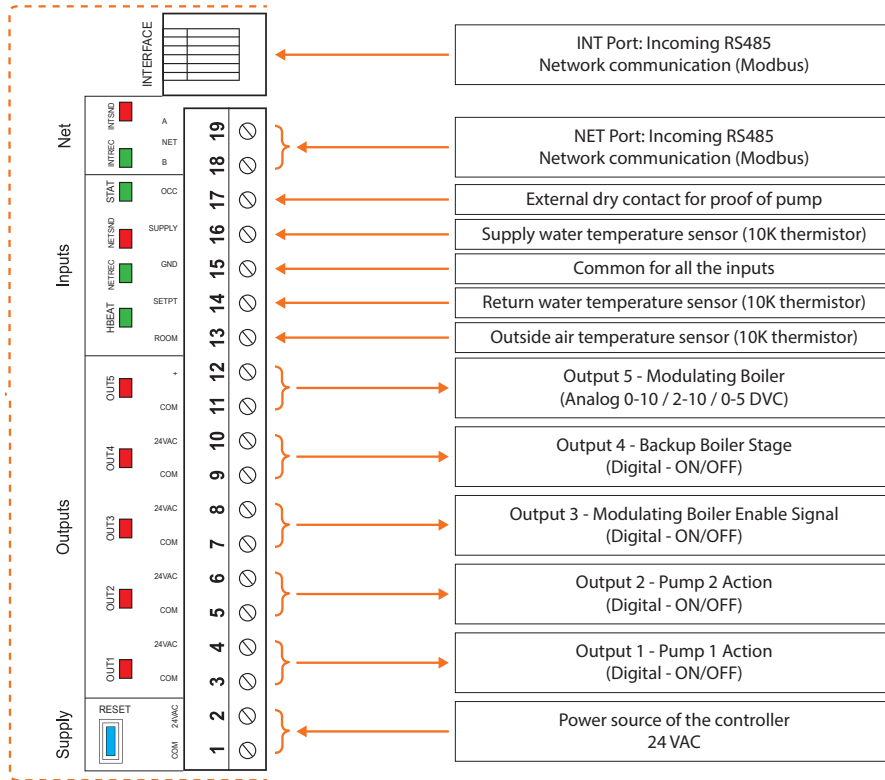 INTERFACE
INT Port: Incoming RS485
Network communication (Modbus)
Net
INTSND
INTREC
A
NET
B
19
18
NET Port: Incoming RS485
Network communication (Modbus)
Inputs
STAT
OCC
17
External dry contact for proof of pump
NETSND
SUPPLY
16
Supply water temperature sensor (10K thermistor)
NETREC
GND
15
Common for all the inputs
HBEAT
SETPT
14
Return water temperature sensor (10K thermistor)
ROOM
13
Outside air temperature sensor (10K thermistor)
Outputs
OUT5
+
COM
12
11
Output 5 - Modulating Boiler
(Analog 0-10 / 2-10 / 0-5 DVC)
OUT4
24VAC
COM
10
9
Output 4 - Backup Boiler Stage
(Digital - ON/OFF)
OUT3
24VAC
COM
8
7
Output 3 - Modulating Boiler Enable Signal
(Digital - ON/OFF)
OUT2
24VAC
COM
6
5
Output 2 - Pump 2 Action
(Digital - ON/OFF)
OUT1
24VAC
COM
4
3
Output 1 - Pump 1 Action
(Digital - ON/OFF)
Supply
RESET
24VAC
COM
2
1
Power source of the controller
24 VAC